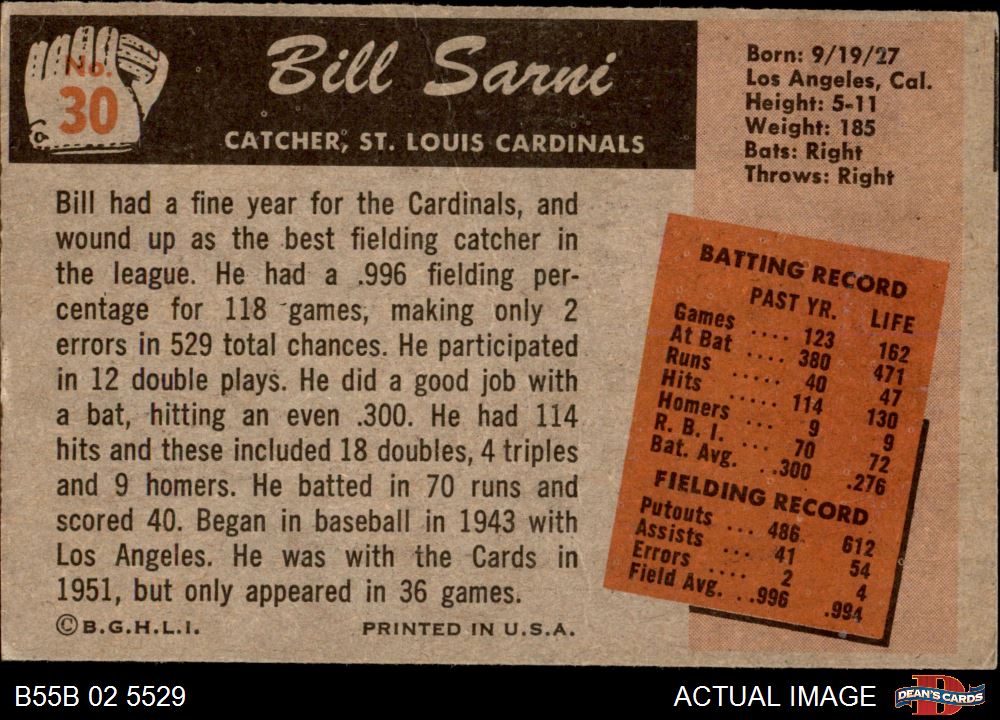 No.
30
Bill Sarni
CATCHER, ST. LOUIS CARDINALS
Born: 9/19/27
Los Angeles, Cal.
Height: 5-11
Weight: 185
Bats: Right
Throws: Right
Bill had a fine year for the Cardinals, and
wound up as the best fielding catcher in
the league. He had a .996 fielding per-
centage for 118 games, making only 2
errors in 529 total chances. He participated
in 12 double plays. He did a good job with
a bat, hitting an even .300. He had 114
hits and these included 18 doubles, 4 triples
and 9 homers. He batted in 70 runs and
scored 40. Began in baseball in 1943 with
Los Angeles. He was with the Cards in
1951, but only appeared in 36 games.
©B.G.H.L.I. PRINTED IN U.S.A.
BATTING RECORD
PAST YR. LIFE
Games .... 123 162
At Bat .... 380 471
Runs ..... 40 47
Hits ..... 114 130
Homers ... 9 9
R. B. I. ... 70 72
Bat. Avg. . .300 .276
FIELDING RECORD
Putouts ... 486 612
Assists ... 41 54
Errors .... 2 4
Field Avg. . .996 .994
B55B 02 5529
ACTUAL IMAGE
DEAN'S CARDS